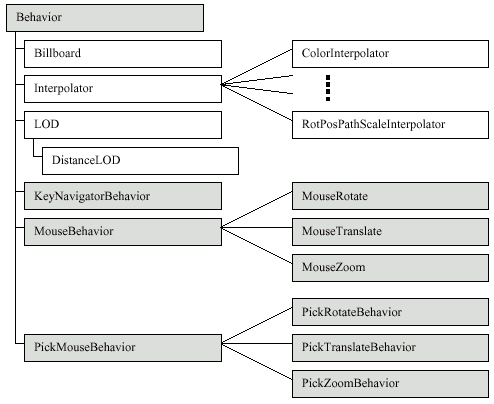 Behavior
Billboard
ColorInterpolator
Interpolator
LOD
RotPosPathScaleInterpolator
DistanceLOD
KeyNavigatorBehavior
MouseRotate
MouseBehavior
MouseTranslate
MouseZoom
PickRotateBehavior
PickMouseBehavior
PickTranslateBehavior
PickZoomBehavior